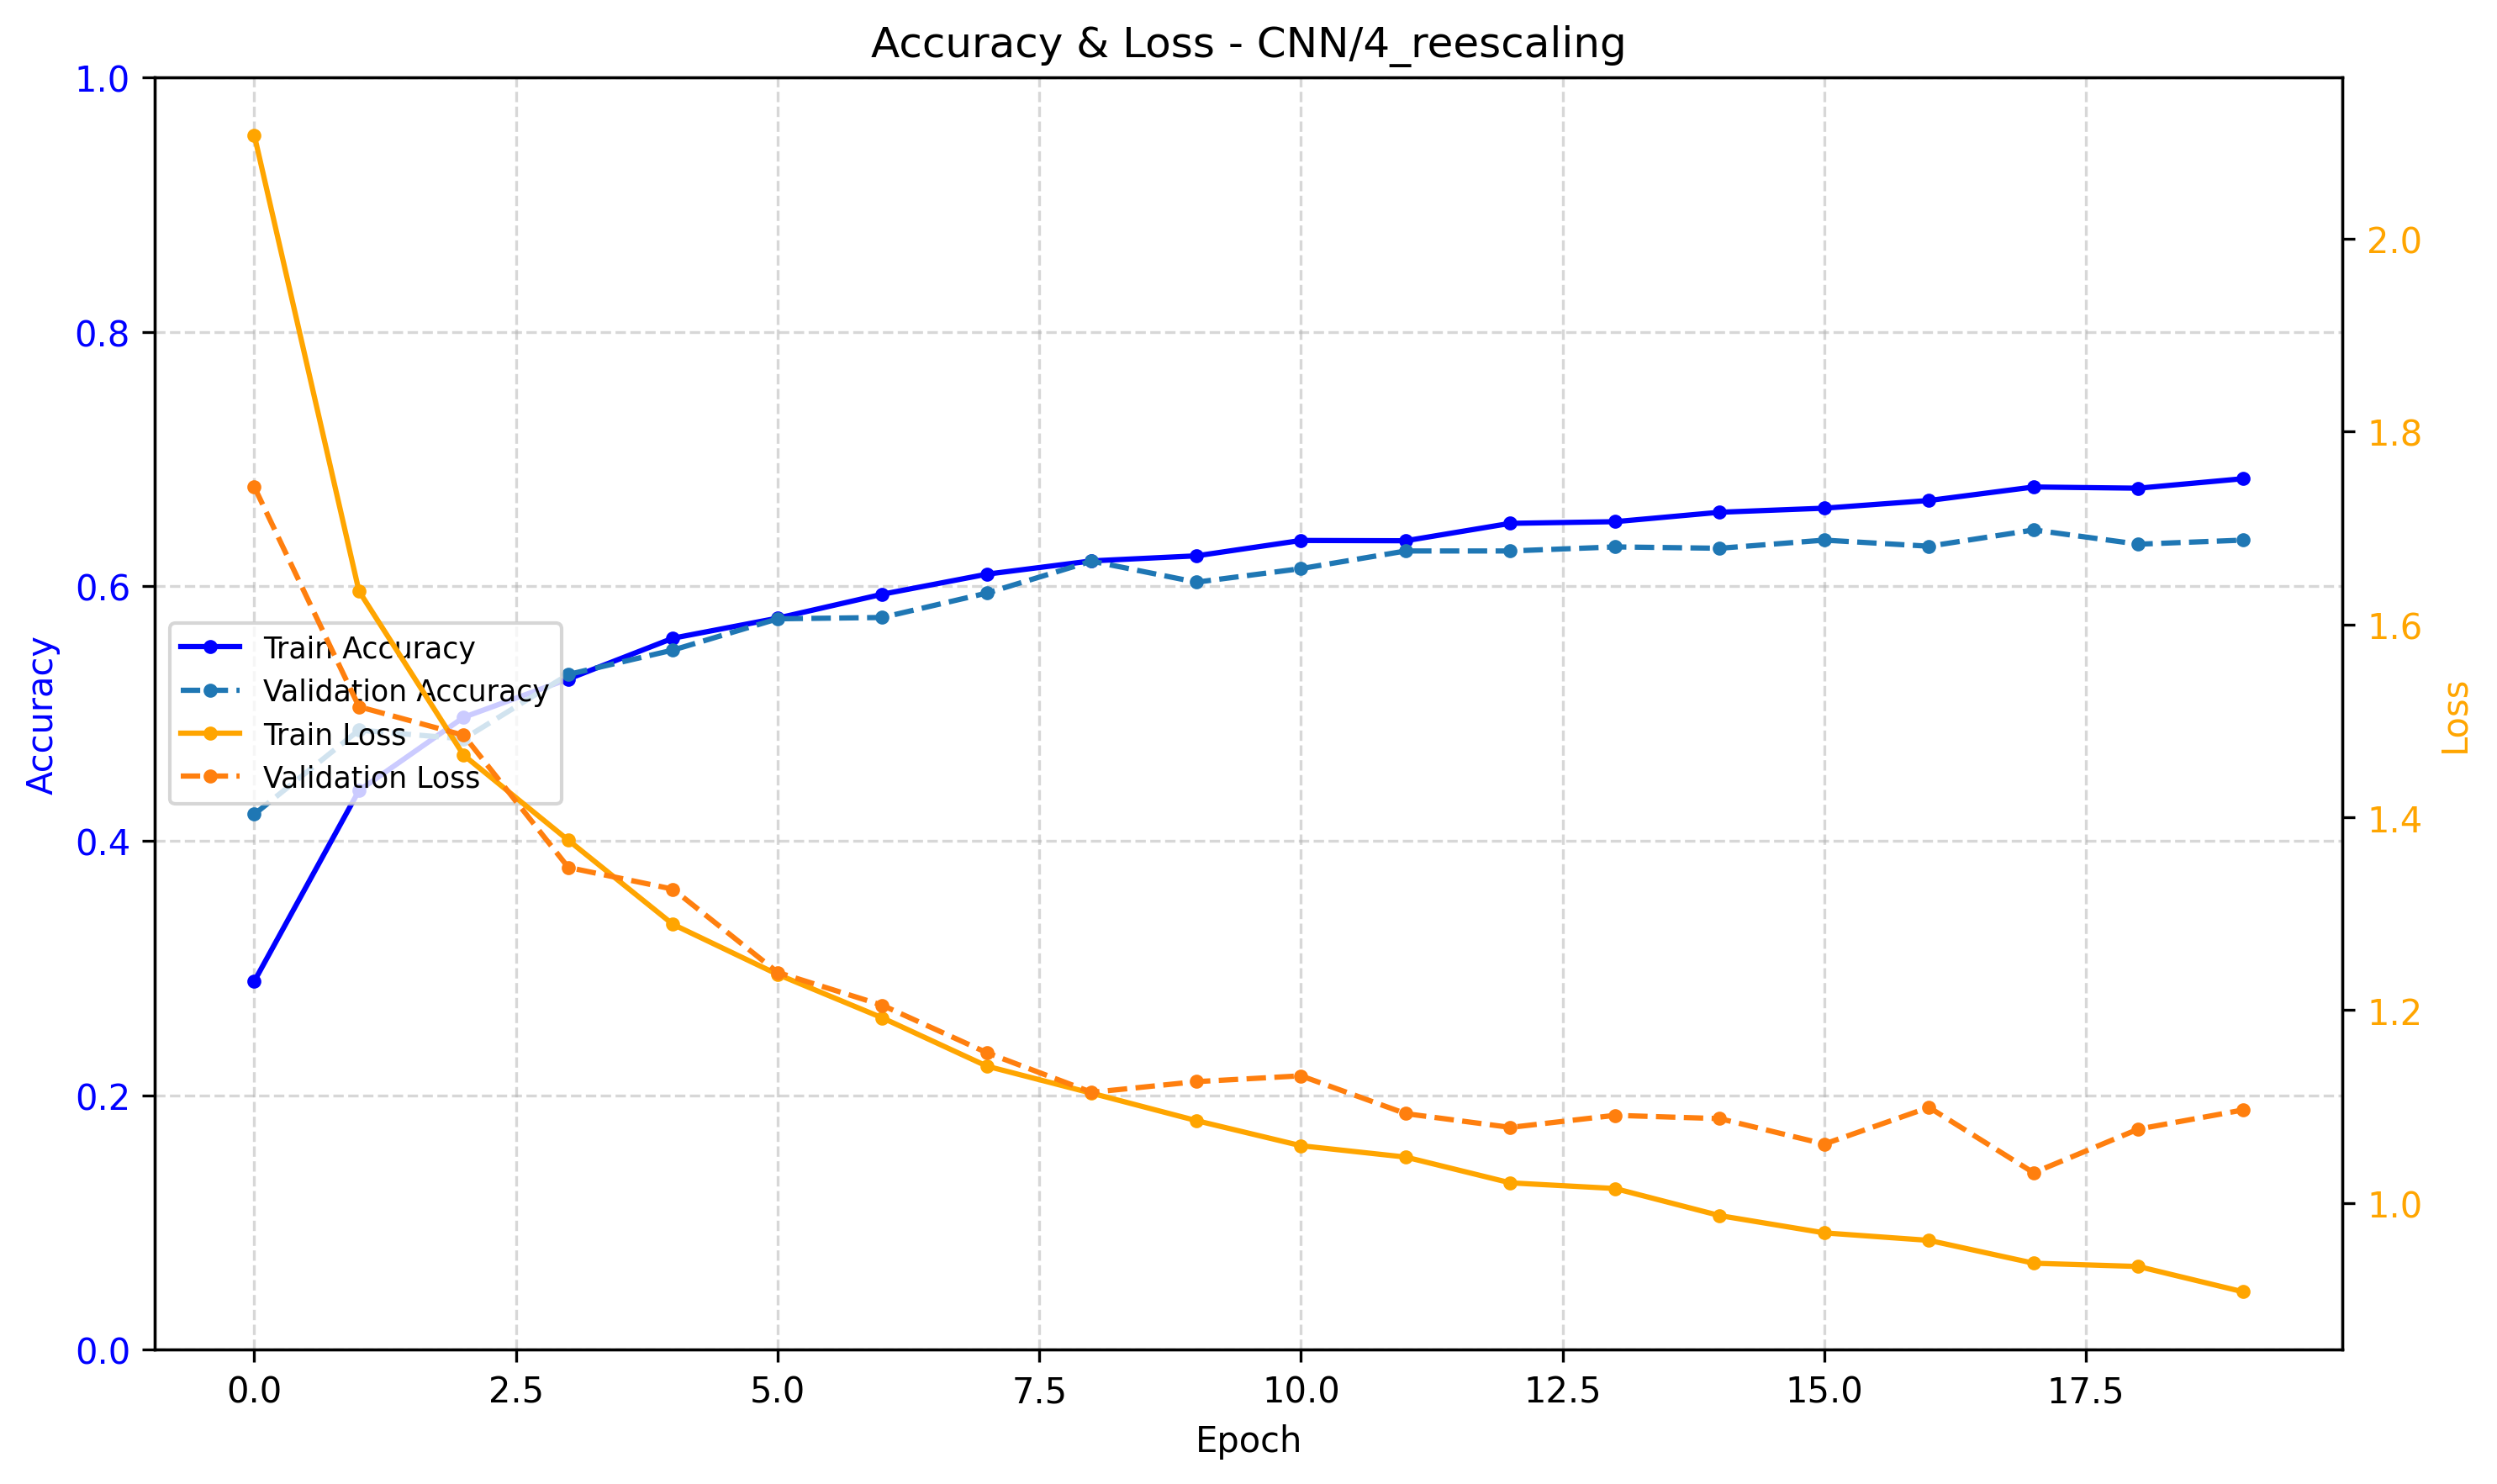 Accuracy & Loss - CNN/4_reescaling
1.0
0.8
0.6
0.4
0.2
0.0
Accuracy
Train Accuracy
Validation Accuracy
Train Loss
Validation Loss
2.0
1.8
1.6
1.4
1.2
1.0
Loss
0.0 2.5 5.0 7.5 10.0 12.5 15.0 17.5
Epoch